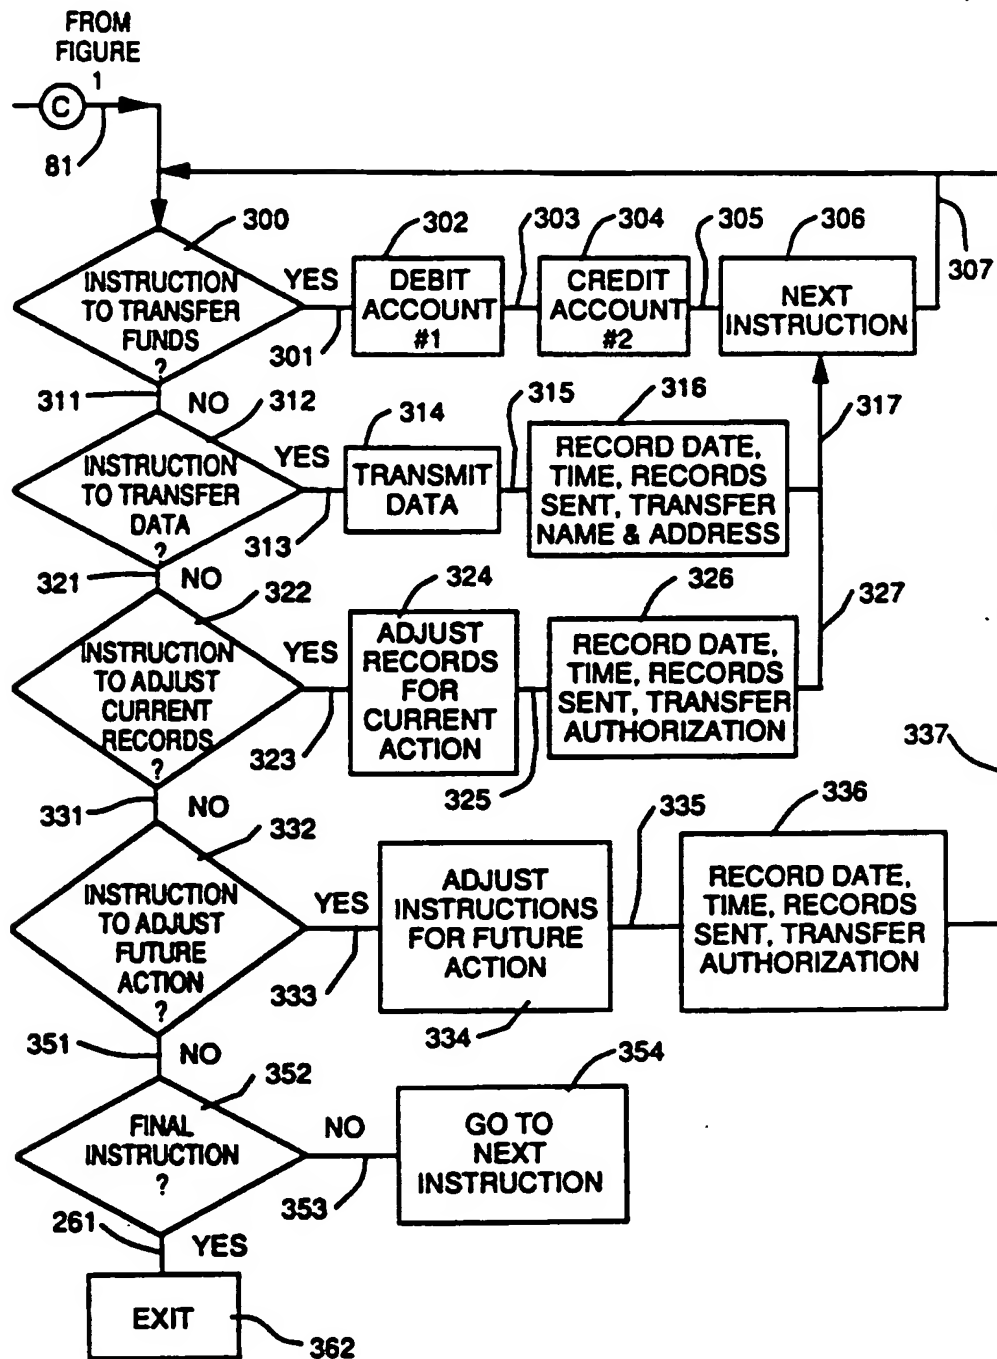 FROM
FIGURE
1
C
81
300
302
303
304
305
306
307
INSTRUCTION
TO TRANSFER
FUNDS
?
YES
301
DEBIT
ACCOUNT
#1
CREDIT
ACCOUNT
#2
NEXT
INSTRUCTION
311
NO
312
314
315
316
317
INSTRUCTION
TO TRANSFER
DATA
?
YES
313
TRANSMIT
DATA
RECORD DATE,
TIME, RECORDS
SENT, TRANSFER
NAME & ADDRESS
321
NO
322
324
326
327
INSTRUCTION
TO ADJUST
CURRENT
RECORDS
?
YES
323
ADJUST
RECORDS
FOR
CURRENT
ACTION
325
RECORD DATE,
TIME, RECORDS
SENT, TRANSFER
AUTHORIZATION
337
331
NO
332
335
336
INSTRUCTION
TO ADJUST
FUTURE
ACTION
?
YES
333
ADJUST
INSTRUCTIONS
FOR FUTURE
ACTION
334
RECORD DATE,
TIME, RECORDS
SENT, TRANSFER
AUTHORIZATION
351
NO
352
354
FINAL
INSTRUCTION
?
NO
353
GO TO
NEXT
INSTRUCTION
261
YES
EXIT
362